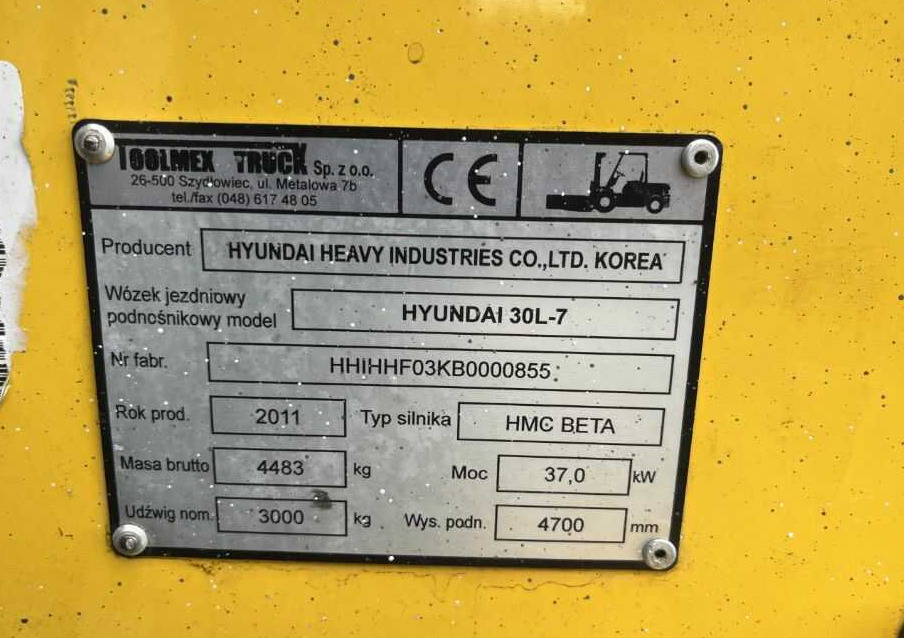 TOOLMEX TRUCK Sp. z o.o.
26-500 Szydłowiec, ul. Metalowa 7b
tel./fax (048) 617 48 05
CE
Producent HYUNDAI HEAVY INDUSTRIES CO.,LTD. KOREA
Wózek jezdniowy
podnośnikowy model HYUNDAI 30L-7
Nr fabr. HHIHHF03KB0000855
Rok prod. 2011 Typ silnika HMC BETA
Masa brutto 4483 kg Moc 37,0 kW
Udźwig nom. 3000 kg Wys. podn. 4700 mm